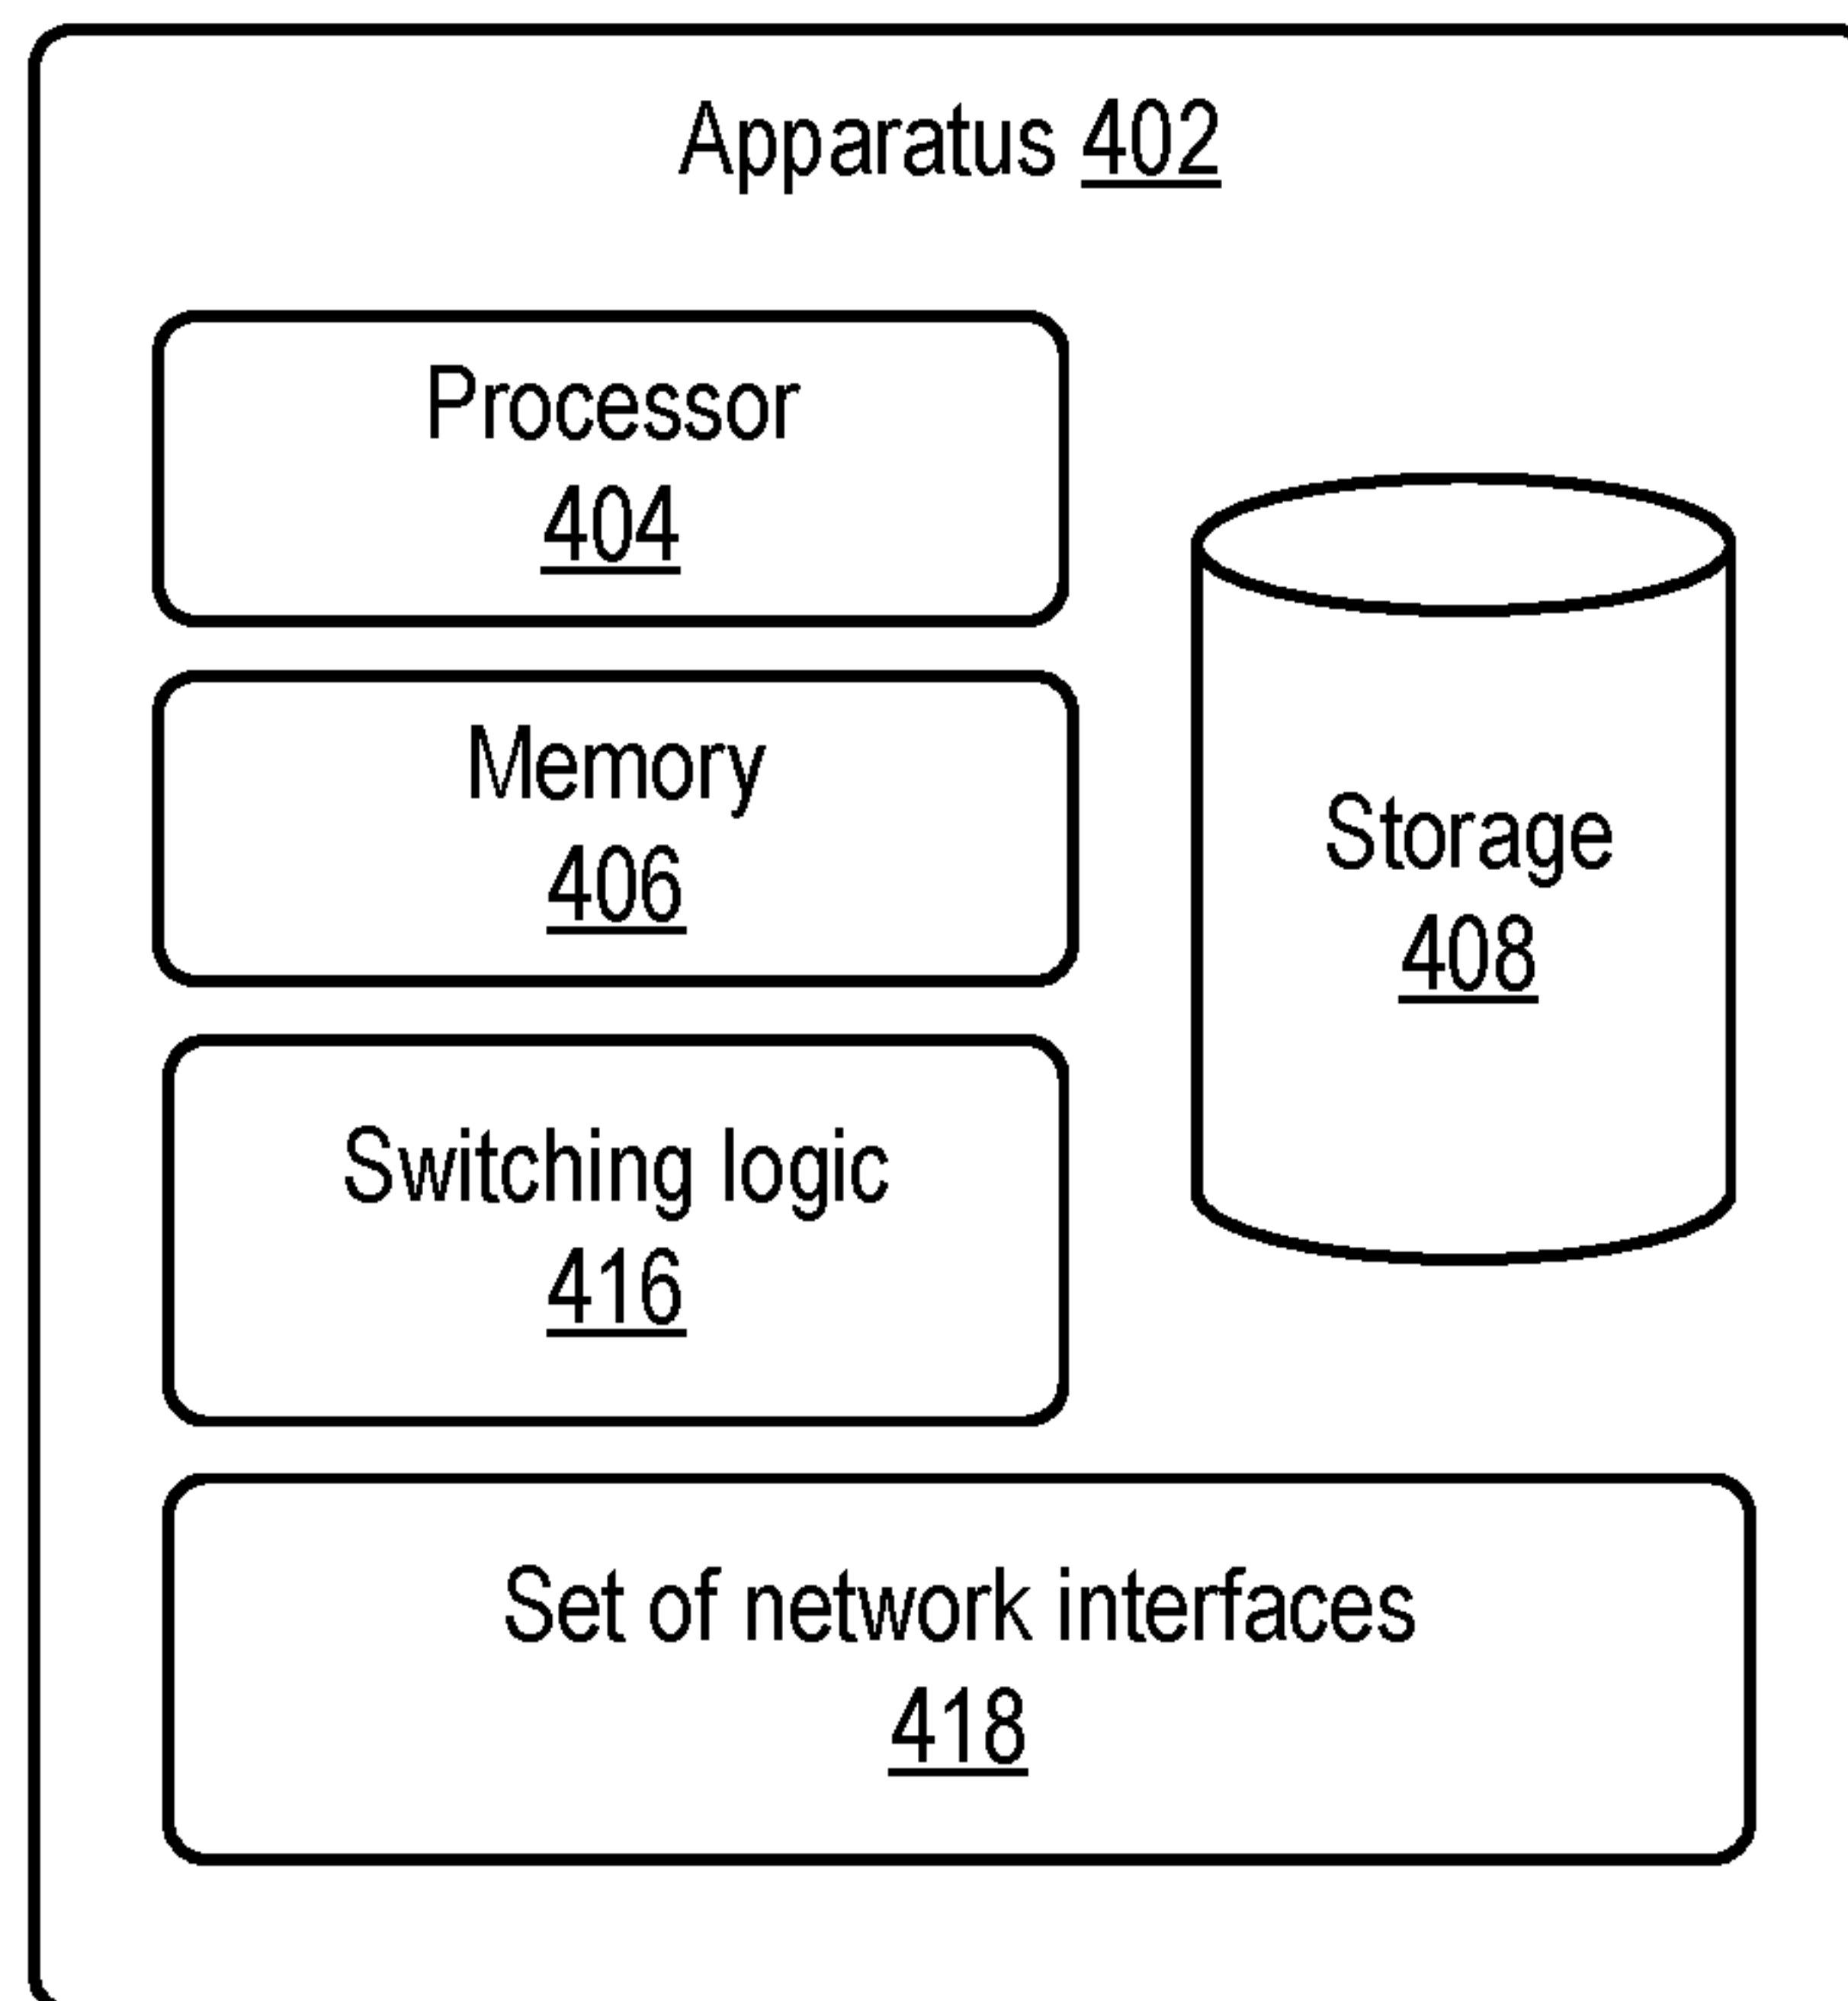 Apparatus 402
Processor
404
Memory
406
Storage
408
Switching logic
416
Set of network interfaces
418